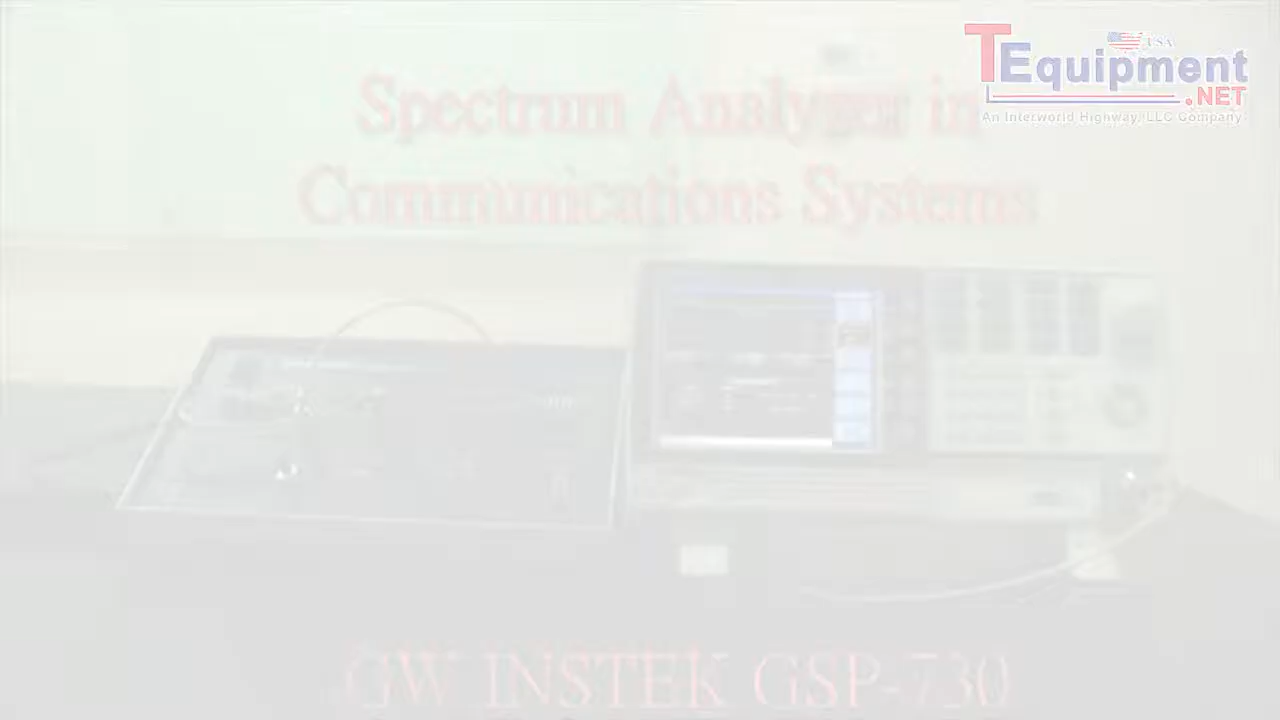 USA
TEquipment
.NET
An Interworld Highway, LLC Company
Spectrum Analyzer in
Communications Systems
GW INSTEK GSP-730